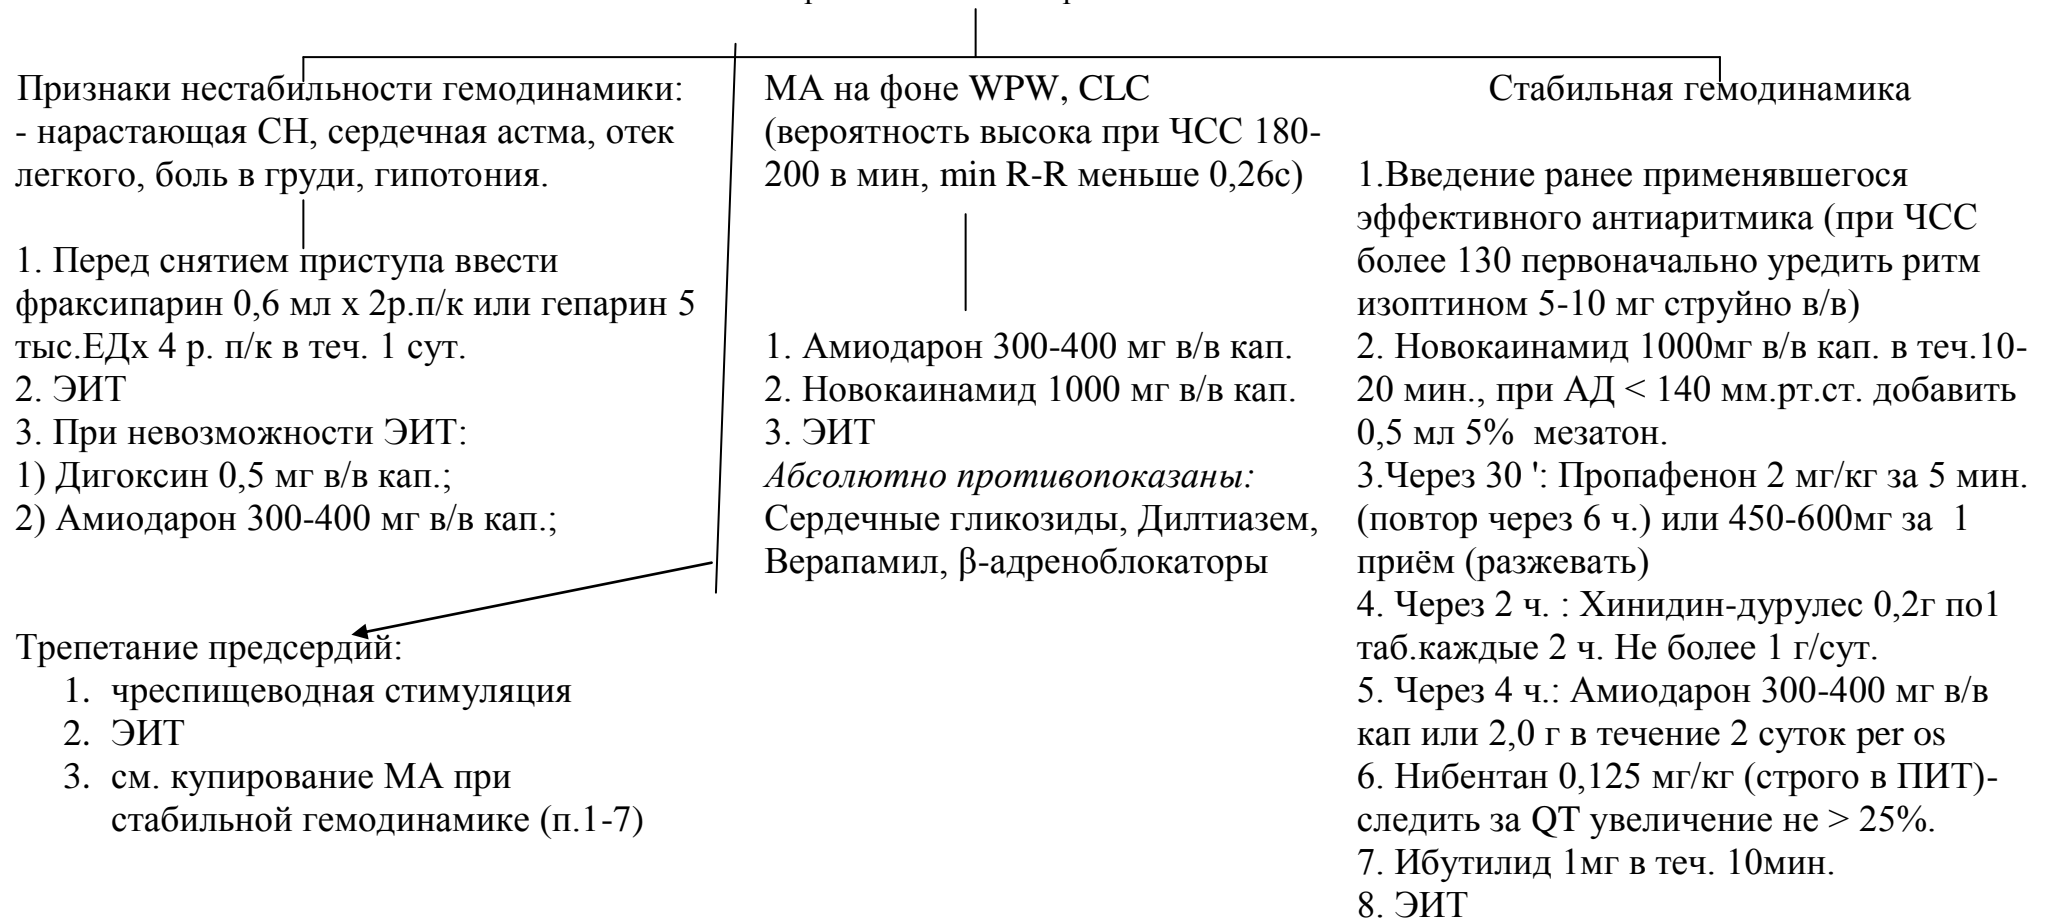 Признаки нестабильности гемодинамики:
- нарастающая СН, сердечная астма, отек
легкого, боль в груди, гипотония.
1. Перед снятием приступа ввести
фраксипарин 0,6 мл х 2р.п/к или гепарин 5
тыс.ЕДх 4 р. п/к в теч. 1 сут.
2. ЭИТ
3. При невозможности ЭИТ:
1) Дигоксин 0,5 мг в/в кап.;
2) Амиодарон 300-400 мг в/в кап.;
Трепетание предсердий:
1. чреспищеводная стимуляция
2. ЭИТ
3. см. купирование МА при
стабильной гемодинамике (п.1-7)
МА на фоне WPW, CLC
(вероятность высока при ЧСС 180-
200 в мин, min R-R меньше 0,26с)
1. Амиодарон 300-400 мг в/в кап.
2. Новокаинамид 1000 мг в/в кап.
3. ЭИТ
Абсолютно противопоказаны:
Сердечные гликозиды, Дилтиазем,
Верапамил, β-адреноблокаторы
Стабильная гемодинамика
1.Введение ранее применявшегося
эффективного антиаритмика (при ЧСС
более 130 первоначально уредить ритм
изоптином 5-10 мг струйно в/в)
2. Новокаинамид 1000мг в/в кап. в теч.10-
20 мин., при АД < 140 мм.рт.ст. добавить
0,5 мл 5% мезатон.
3.Через 30 ': Пропафенон 2 мг/кг за 5 мин.
(повтор через 6 ч.) или 450-600мг за 1
приём (разжевать)
4. Через 2 ч. : Хинидин-дурулес 0,2г по1
таб.каждые 2 ч. Не более 1 г/сут.
5. Через 4 ч.: Амиодарон 300-400 мг в/в
кап или 2,0 г в течение 2 суток per os
6. Нибентан 0,125 мг/кг (строго в ПИТ)-
следить за QT увеличение не > 25%.
7. Ибутилид 1мг в теч. 10мин.
8. ЭИТ